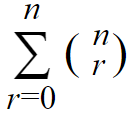 n
∑ ( n r )
r=0